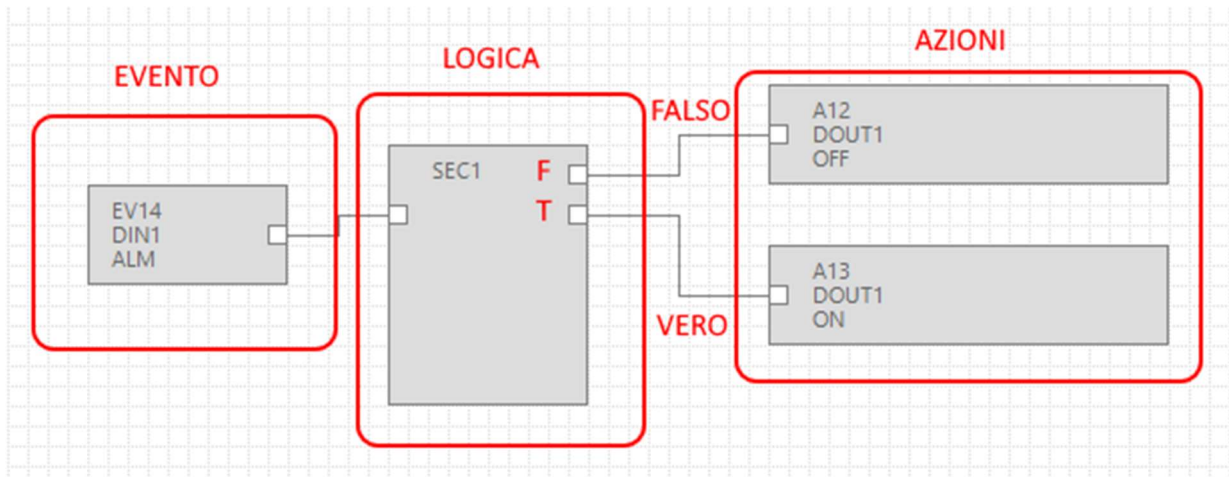 EVENTO
EV14
DIN1
ALM
LOGICA
SEC1
F
T
FALSO
VERO
AZIONI
A12
DOUT1
OFF
A13
DOUT1
ON